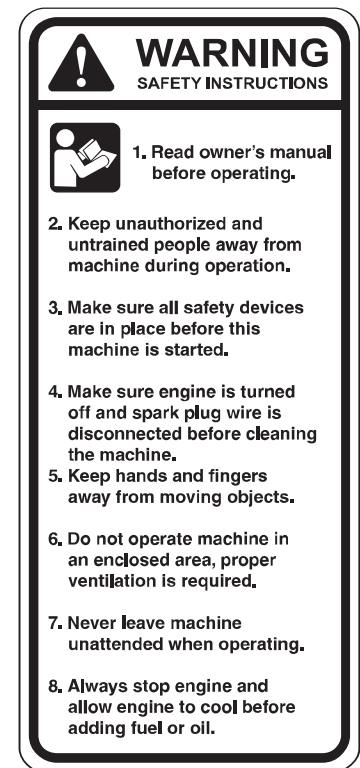 WARNING
SAFETY INSTRUCTIONS
1. Read owner's manual
before operating.
2. Keep unauthorized and
untrained people away from
machine during operation.
3. Make sure all safety devices
are in place before this
machine is started.
4. Make sure engine is turned
off and spark plug wire is
disconnected before cleaning
the machine.
5. Keep hands and fingers
away from moving objects.
6. Do not operate machine in
an enclosed area, proper
ventilation is required.
7. Never leave machine
unattended when operating.
8. Always stop engine and
allow engine to cool before
adding fuel or oil.